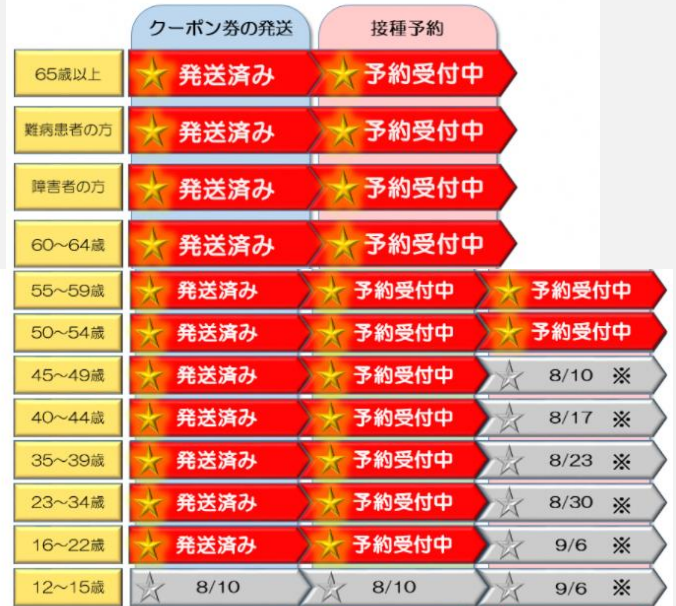 クーポン券の発送 接種予約
65歳以上 発送済み 予約受付中
難病患者の方 発送済み 予約受付中
障害者の方 発送済み 予約受付中
60～64歳 発送済み 予約受付中
55～59歳 発送済み 予約受付中 予約受付中
50～54歳 発送済み 予約受付中 予約受付中
45～49歳 発送済み 予約受付中 8/10 ※
40～44歳 発送済み 予約受付中 8/17 ※
35～39歳 発送済み 予約受付中 8/23 ※
23～34歳 発送済み 予約受付中 8/30 ※
16～22歳 発送済み 予約受付中 9/6 ※
12～15歳 8/10 8/10 9/6 ※